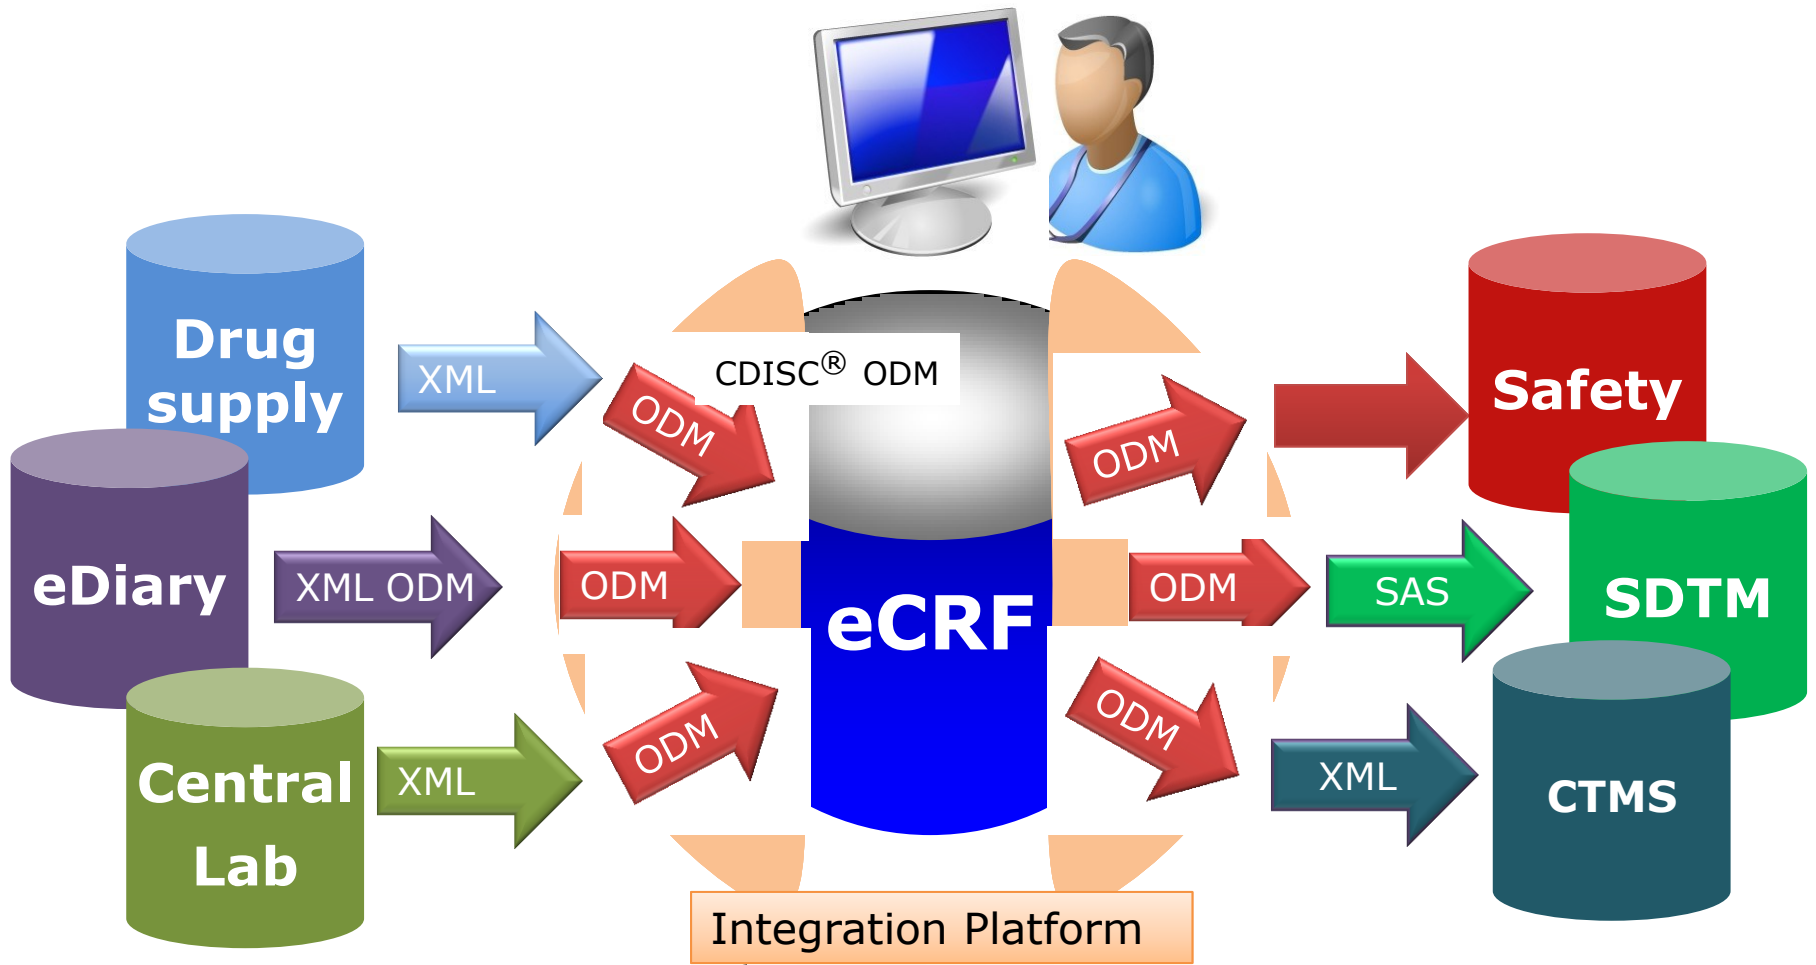 Drug
supply
XML
ODM
CDISC® ODM
ODM
Safety
eDiary
XML ODM
ODM
eCRF
ODM
SAS
SDTM
Central
Lab
XML
ODM
ODM
XML
CTMS
Integration Platform